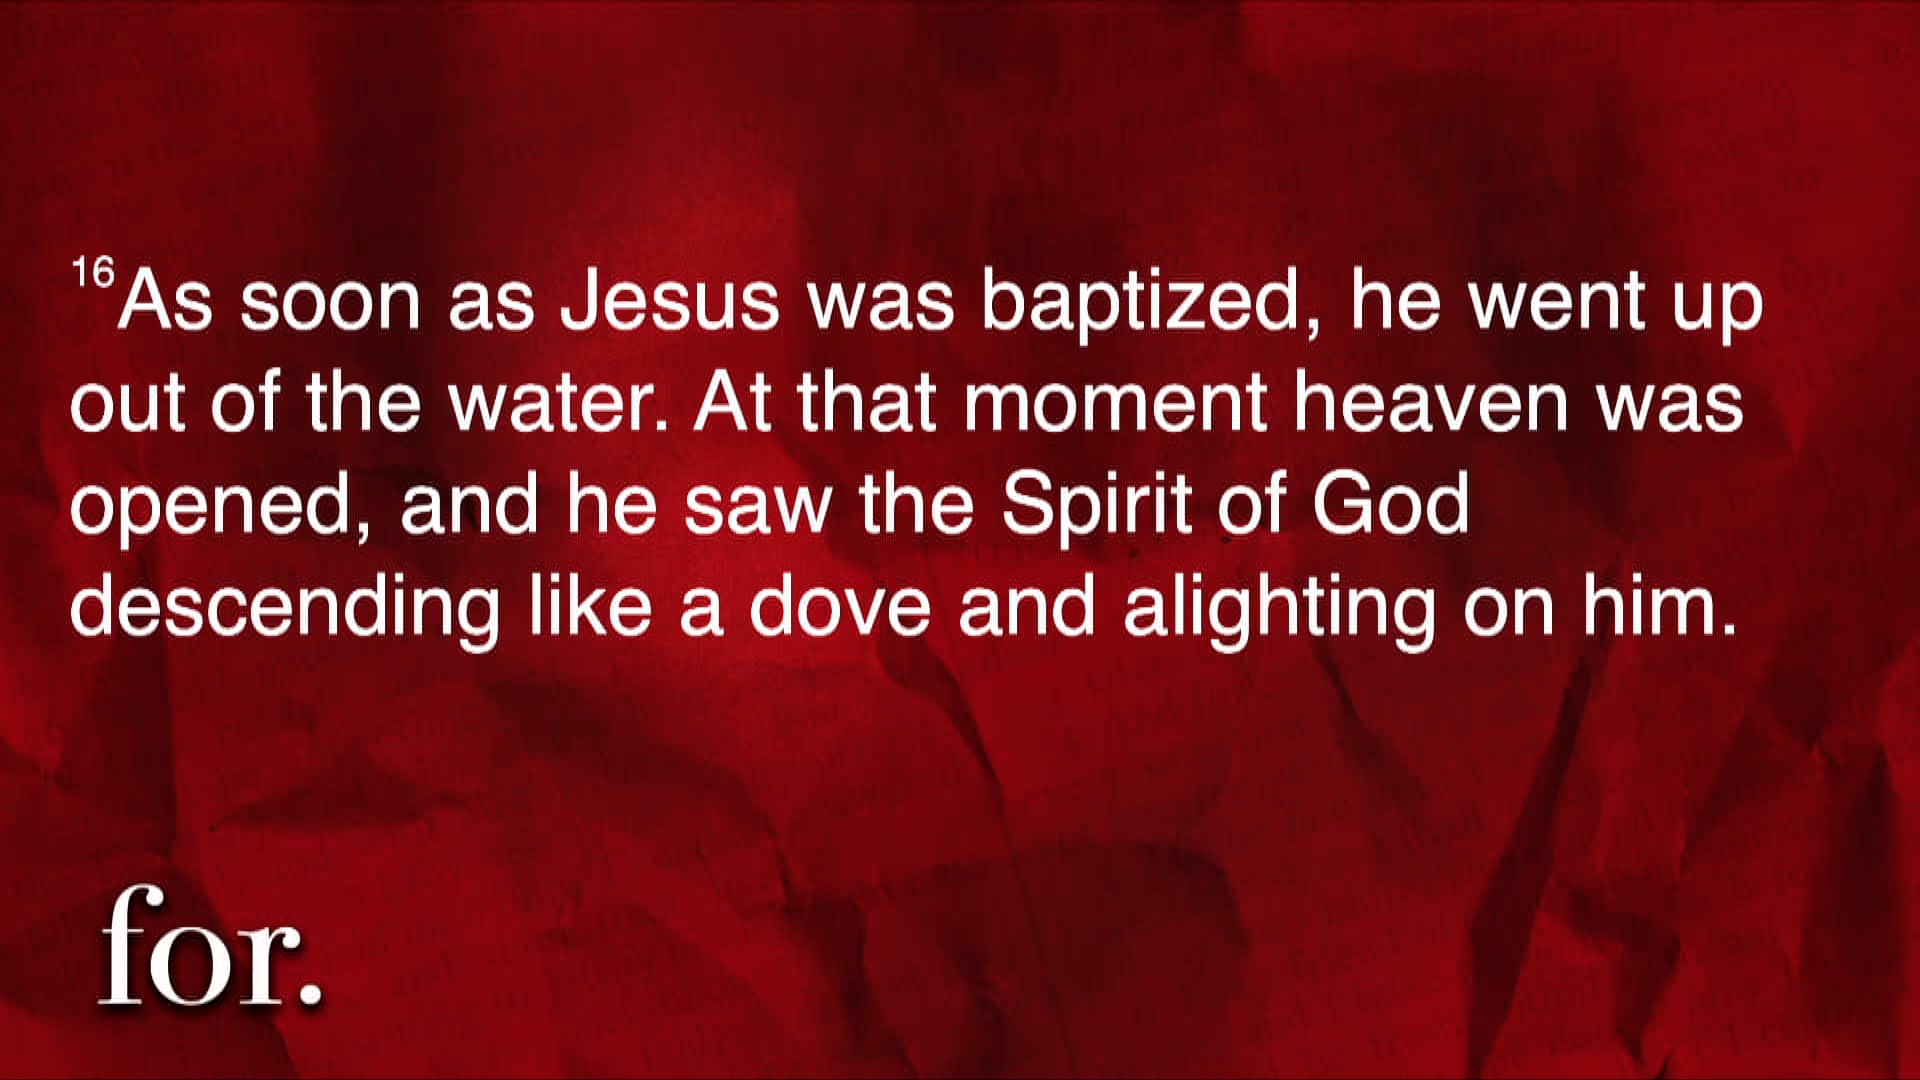 16As soon as Jesus was baptized, he went up
out of the water. At that moment heaven was
opened, and he saw the Spirit of God
descending like a dove and alighting on him.
for.